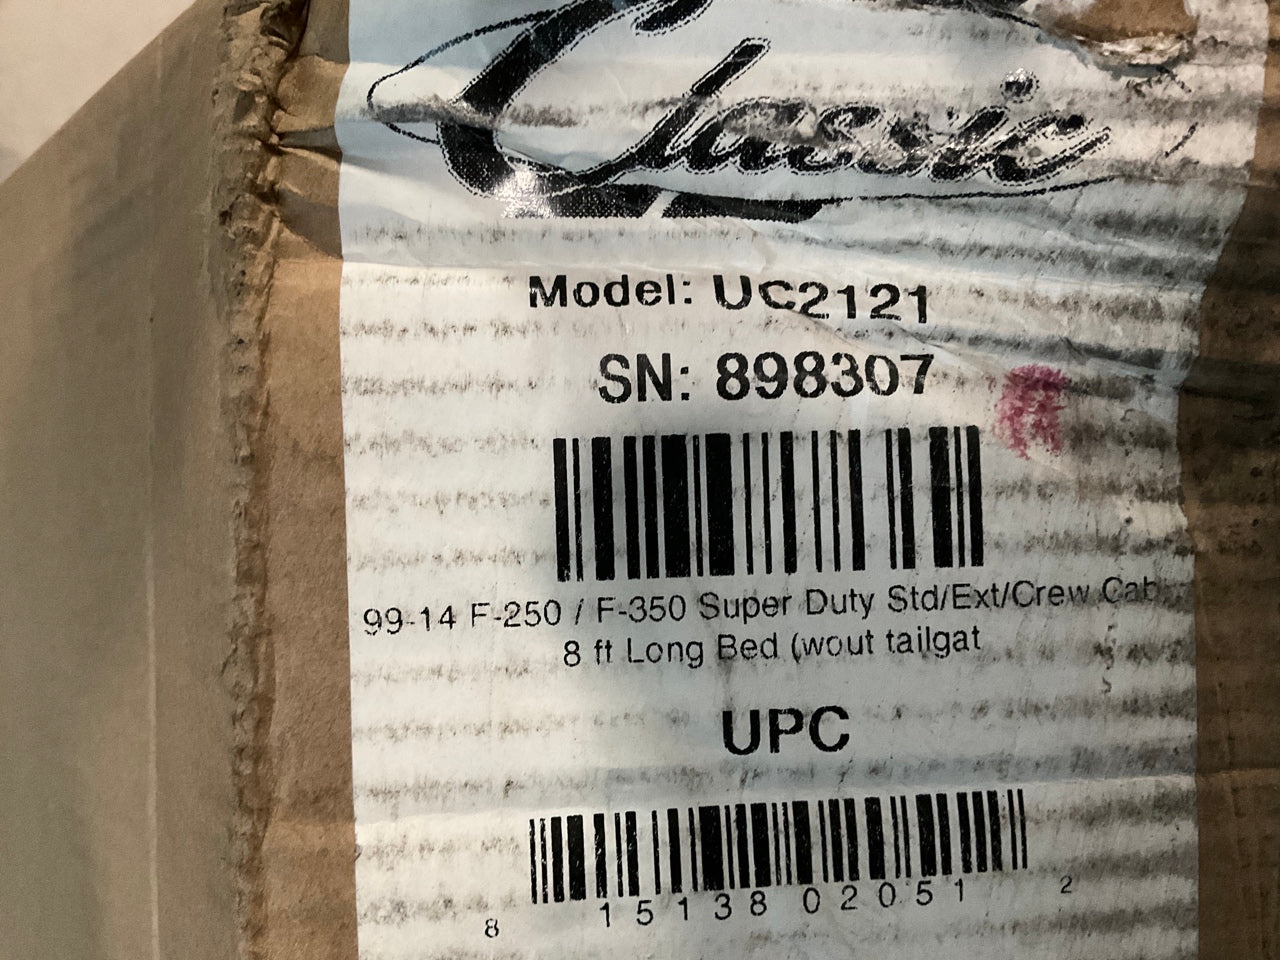 Classic
Model: UC2121
SN: 898307
99-14 F-250 / F-350 Super Duty Std/Ext/Crew Cab
8 ft Long Bed (wout tailgat
UPC
8 15138 02051 2